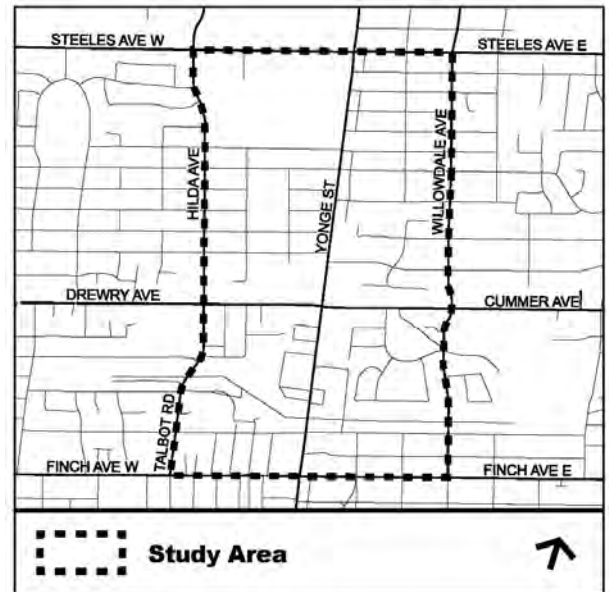 STEELES AVE W
STEELES AVE E
HILDA AVE
YONGE ST
WILLOWDALE AVE
DREWRY AVE
CUMMER AVE
TALBOT RD
FINCH AVE W
FINCH AVE E
Study Area